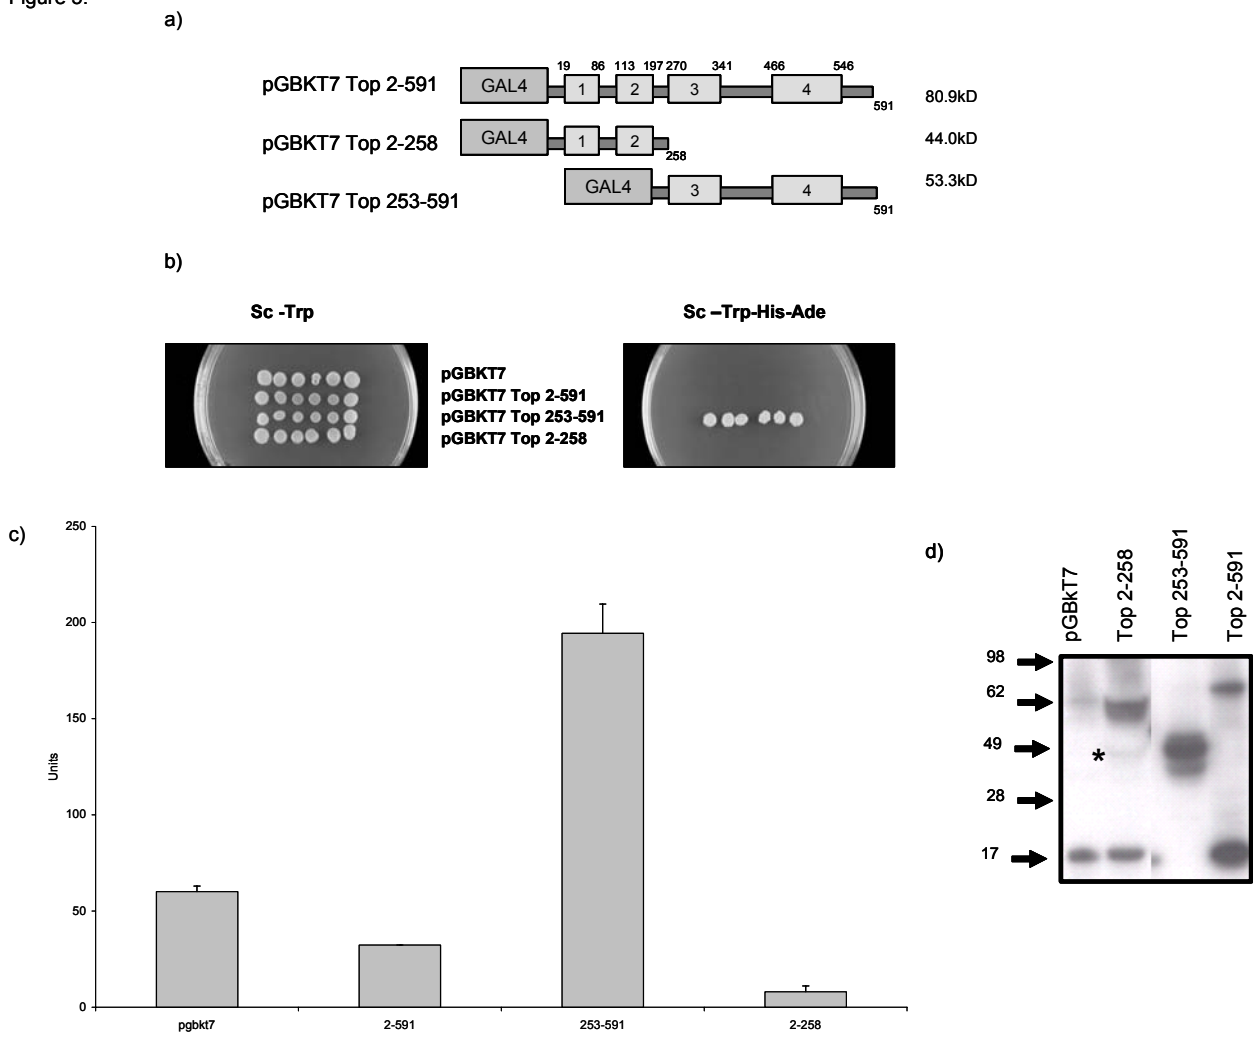 a)
19 86 113 197 270 341 466 546
pGBKT7 Top 2-591 GAL4 1 2 3 4 591 80.9kD
pGBKT7 Top 2-258 GAL4 1 2 258 44.0kD
pGBKT7 Top 253-591 GAL4 3 4 591 53.3kD
b)
Sc -Trp
Sc –Trp-His-Ade
pGBKT7
pGBKT7 Top 2-591
pGBKT7 Top 253-591
pGBKT7 Top 2-258
c)
Units
250
200
150
100
50
0
pgbkt7 2-591 253-591 2-258
d)
pGBkT7
Top 2-258
Top 253-591
Top 2-591
98
62
49
*
28
17